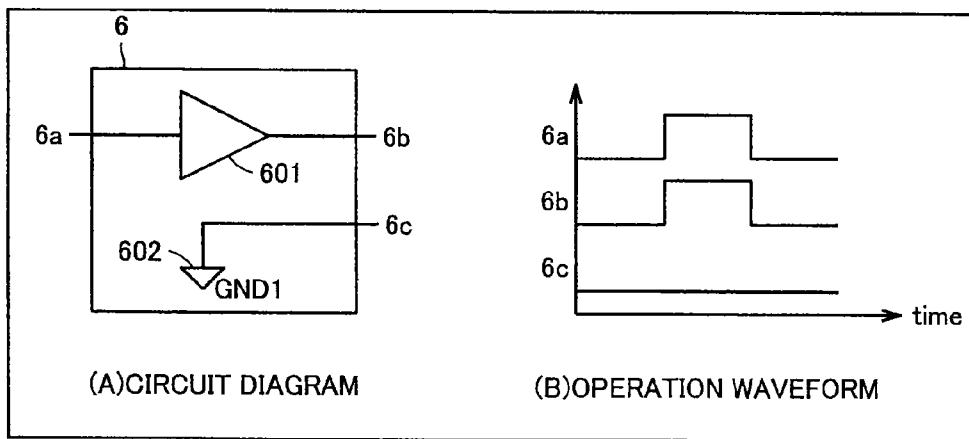 6
6a
601
6b
6c
602
GND1
(A)CIRCUIT DIAGRAM
6a
6b
6c
time
(B)OPERATION WAVEFORM